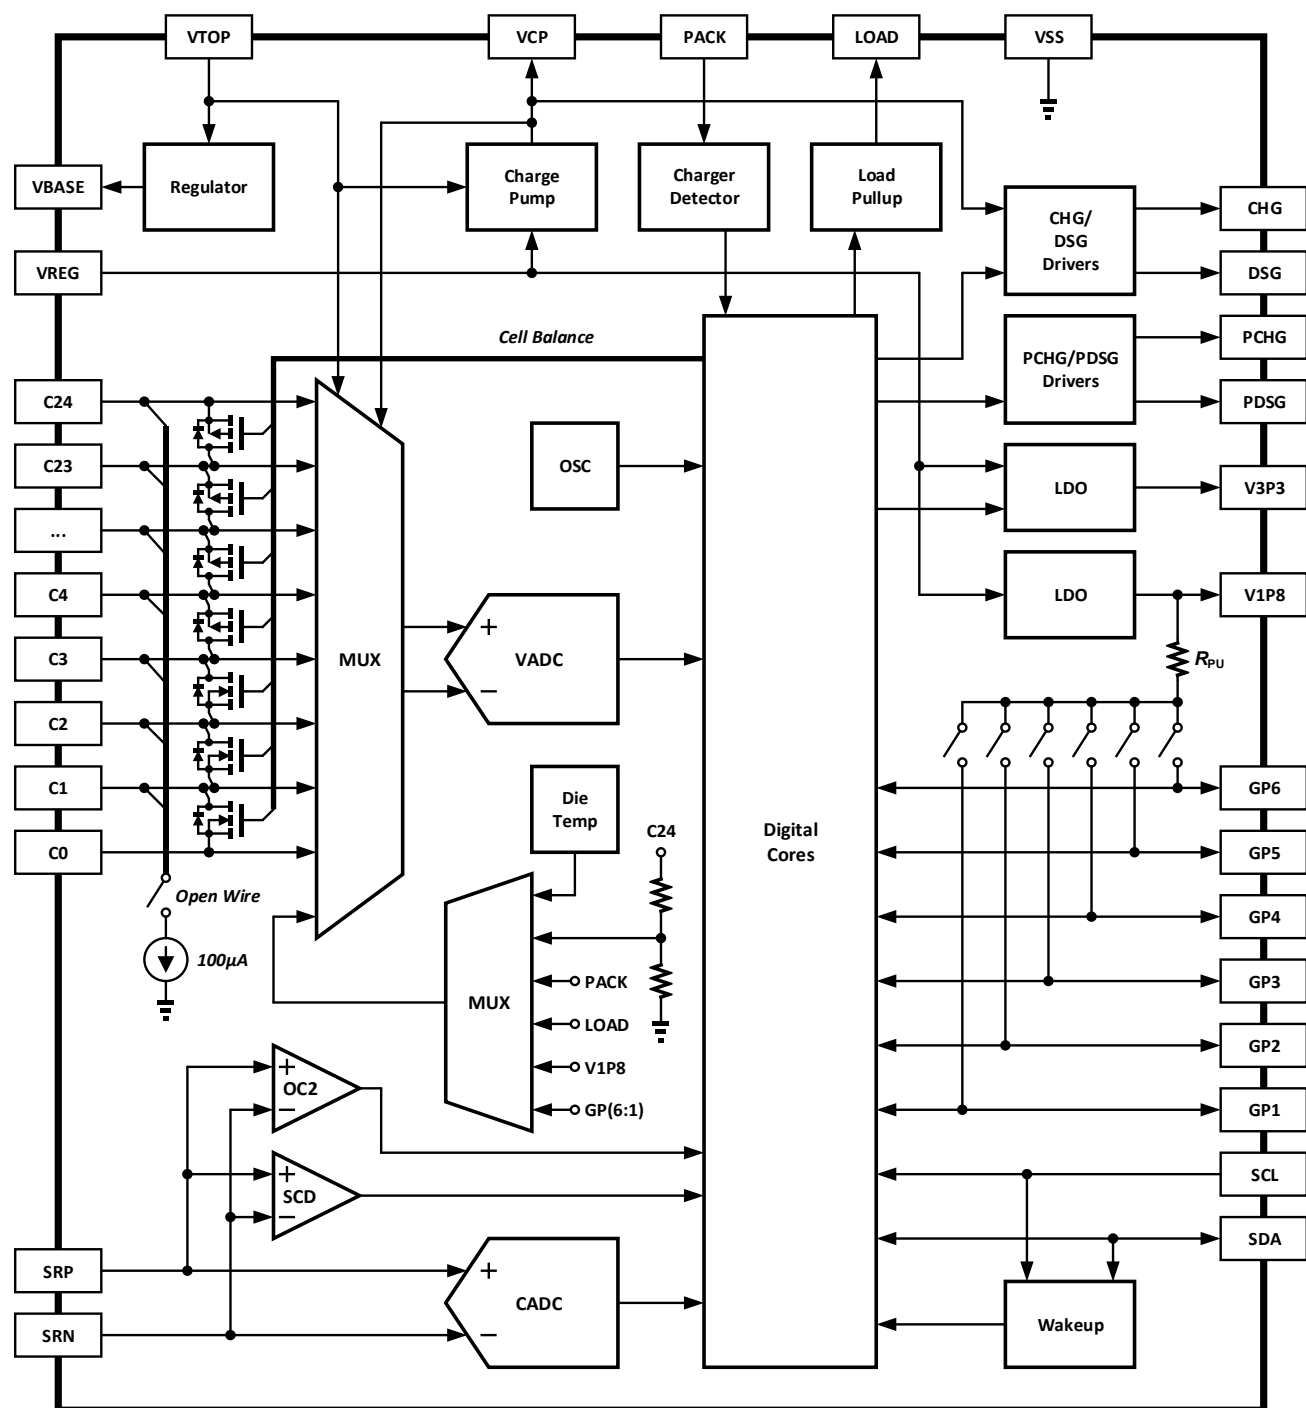 VTOP
VCP
PACK
LOAD
VSS
VBASE
Regulator
Charge
Pump
Charger
Detector
Load
Pullup
CHG/
DSG
Drivers
CHG
DSG
VREG
Cell Balance
PCHG/PDSG
Drivers
PCHG
PDSG
C24
C23
...
C4
C3
C2
C1
C0
MUX
OSC
LDO
V3P3
LDO
V1P8
+
VADC
−
RPU
Die
Temp
C24
Digital
Cores
GP6
GP5
GP4
GP3
GP2
GP1
SCL
SDA
Open Wire
100µA
MUX
PACK
LOAD
V1P8
GP(6:1)
+
OC2
−
+
SCD
−
SRP
SRN
+
CADC
−
Wakeup